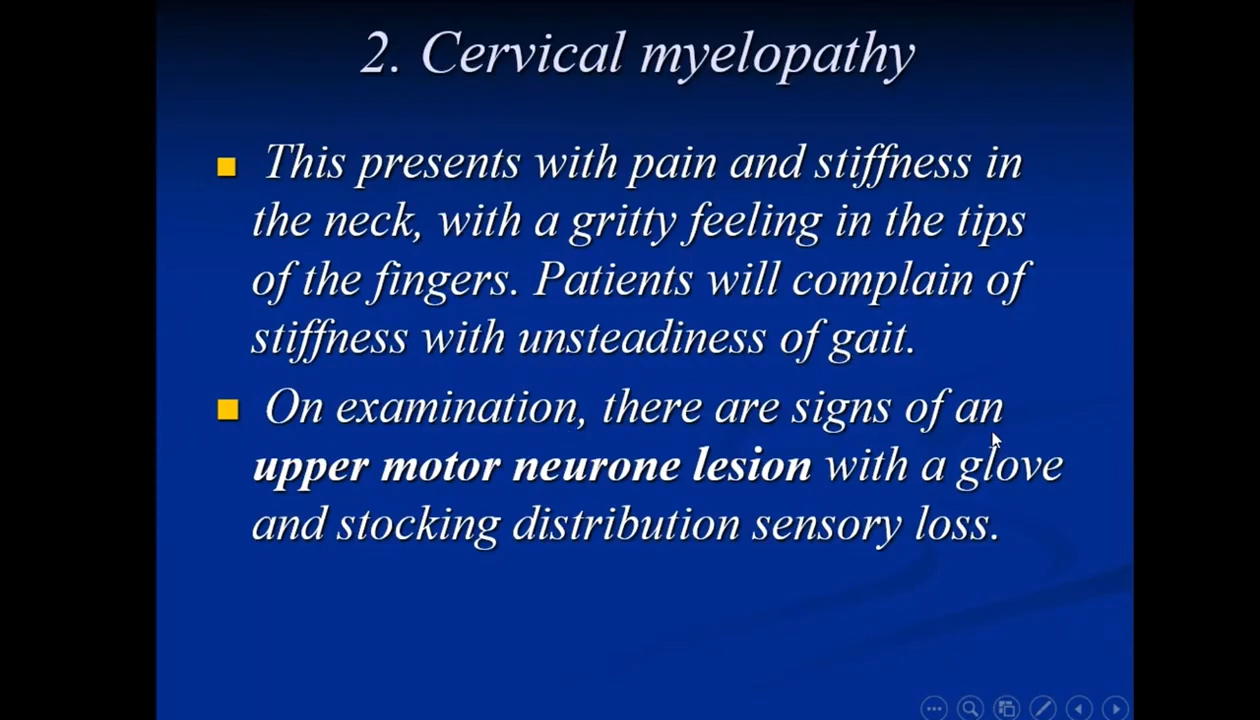 2. Cervical myelopathy
This presents with pain and stiffness in
the neck, with a gritty feeling in the tips
of the fingers. Patients will complain of
stiffness with unsteadiness of gait.
On examination, there are signs of an
upper motor neurone lesion with a glove
and stocking distribution sensory loss.